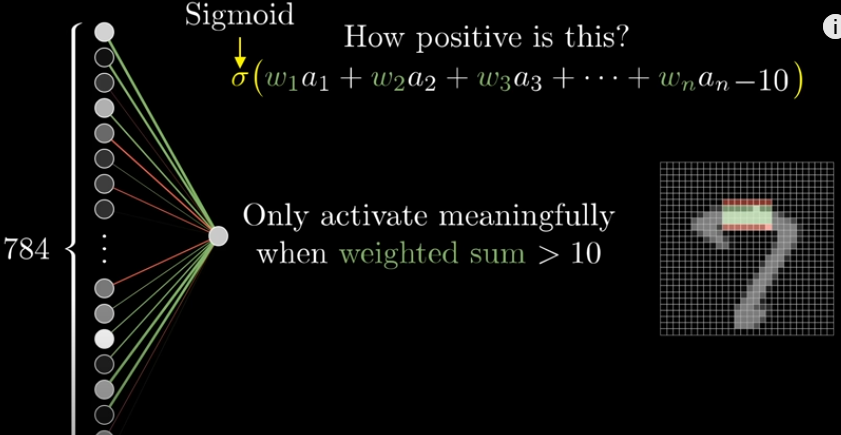 Sigmoid
How positive is this?
σ(w₁a₁ + w₂a₂ + w₃a₃ + ⋯ + wₙaₙ −10)
Only activate meaningfully
when weighted sum > 10
784
i